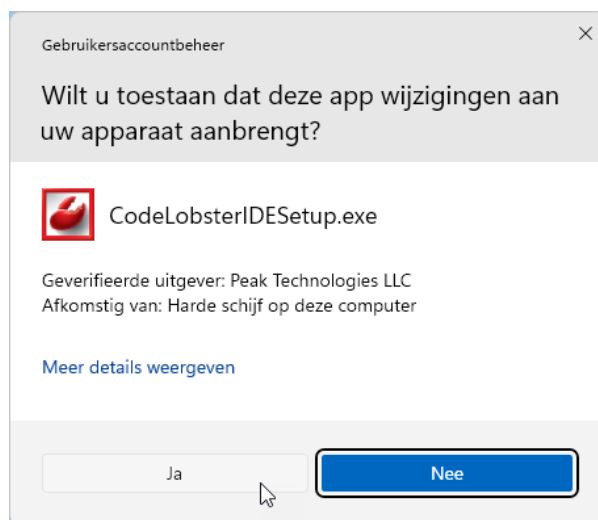 Gebruikersaccountbeheer
Wilt u toestaan dat deze app wijzigingen aan
uw apparaat aanbrengt?
CodeLobsterIDESetup.exe
Geverifieerde uitgever: Peak Technologies LLC
Afkomstig van: Harde schijf op deze computer
Meer details weergeven
Ja
Nee